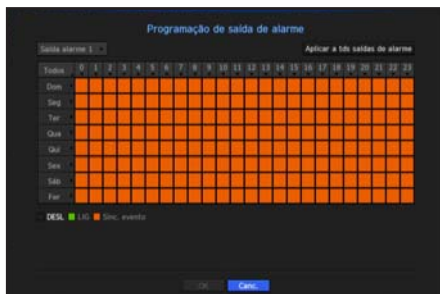 Programação de saída de alarme
Saída alarme 1
Aplicar a tds saídas de alarme
Todos 0 1 2 3 4 5 6 7 8 9 10 11 12 13 14 15 16 17 18 19 20 21 22 23
Dom
Seg
Ter
Qua
Qui
Sex
Sáb
Fer
DESL LIG Sinc. evento
OK Canc.